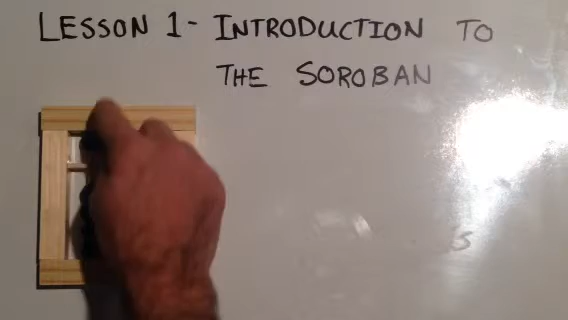 LESSON 1- INTRODUCTION TO
THE SOROBAN